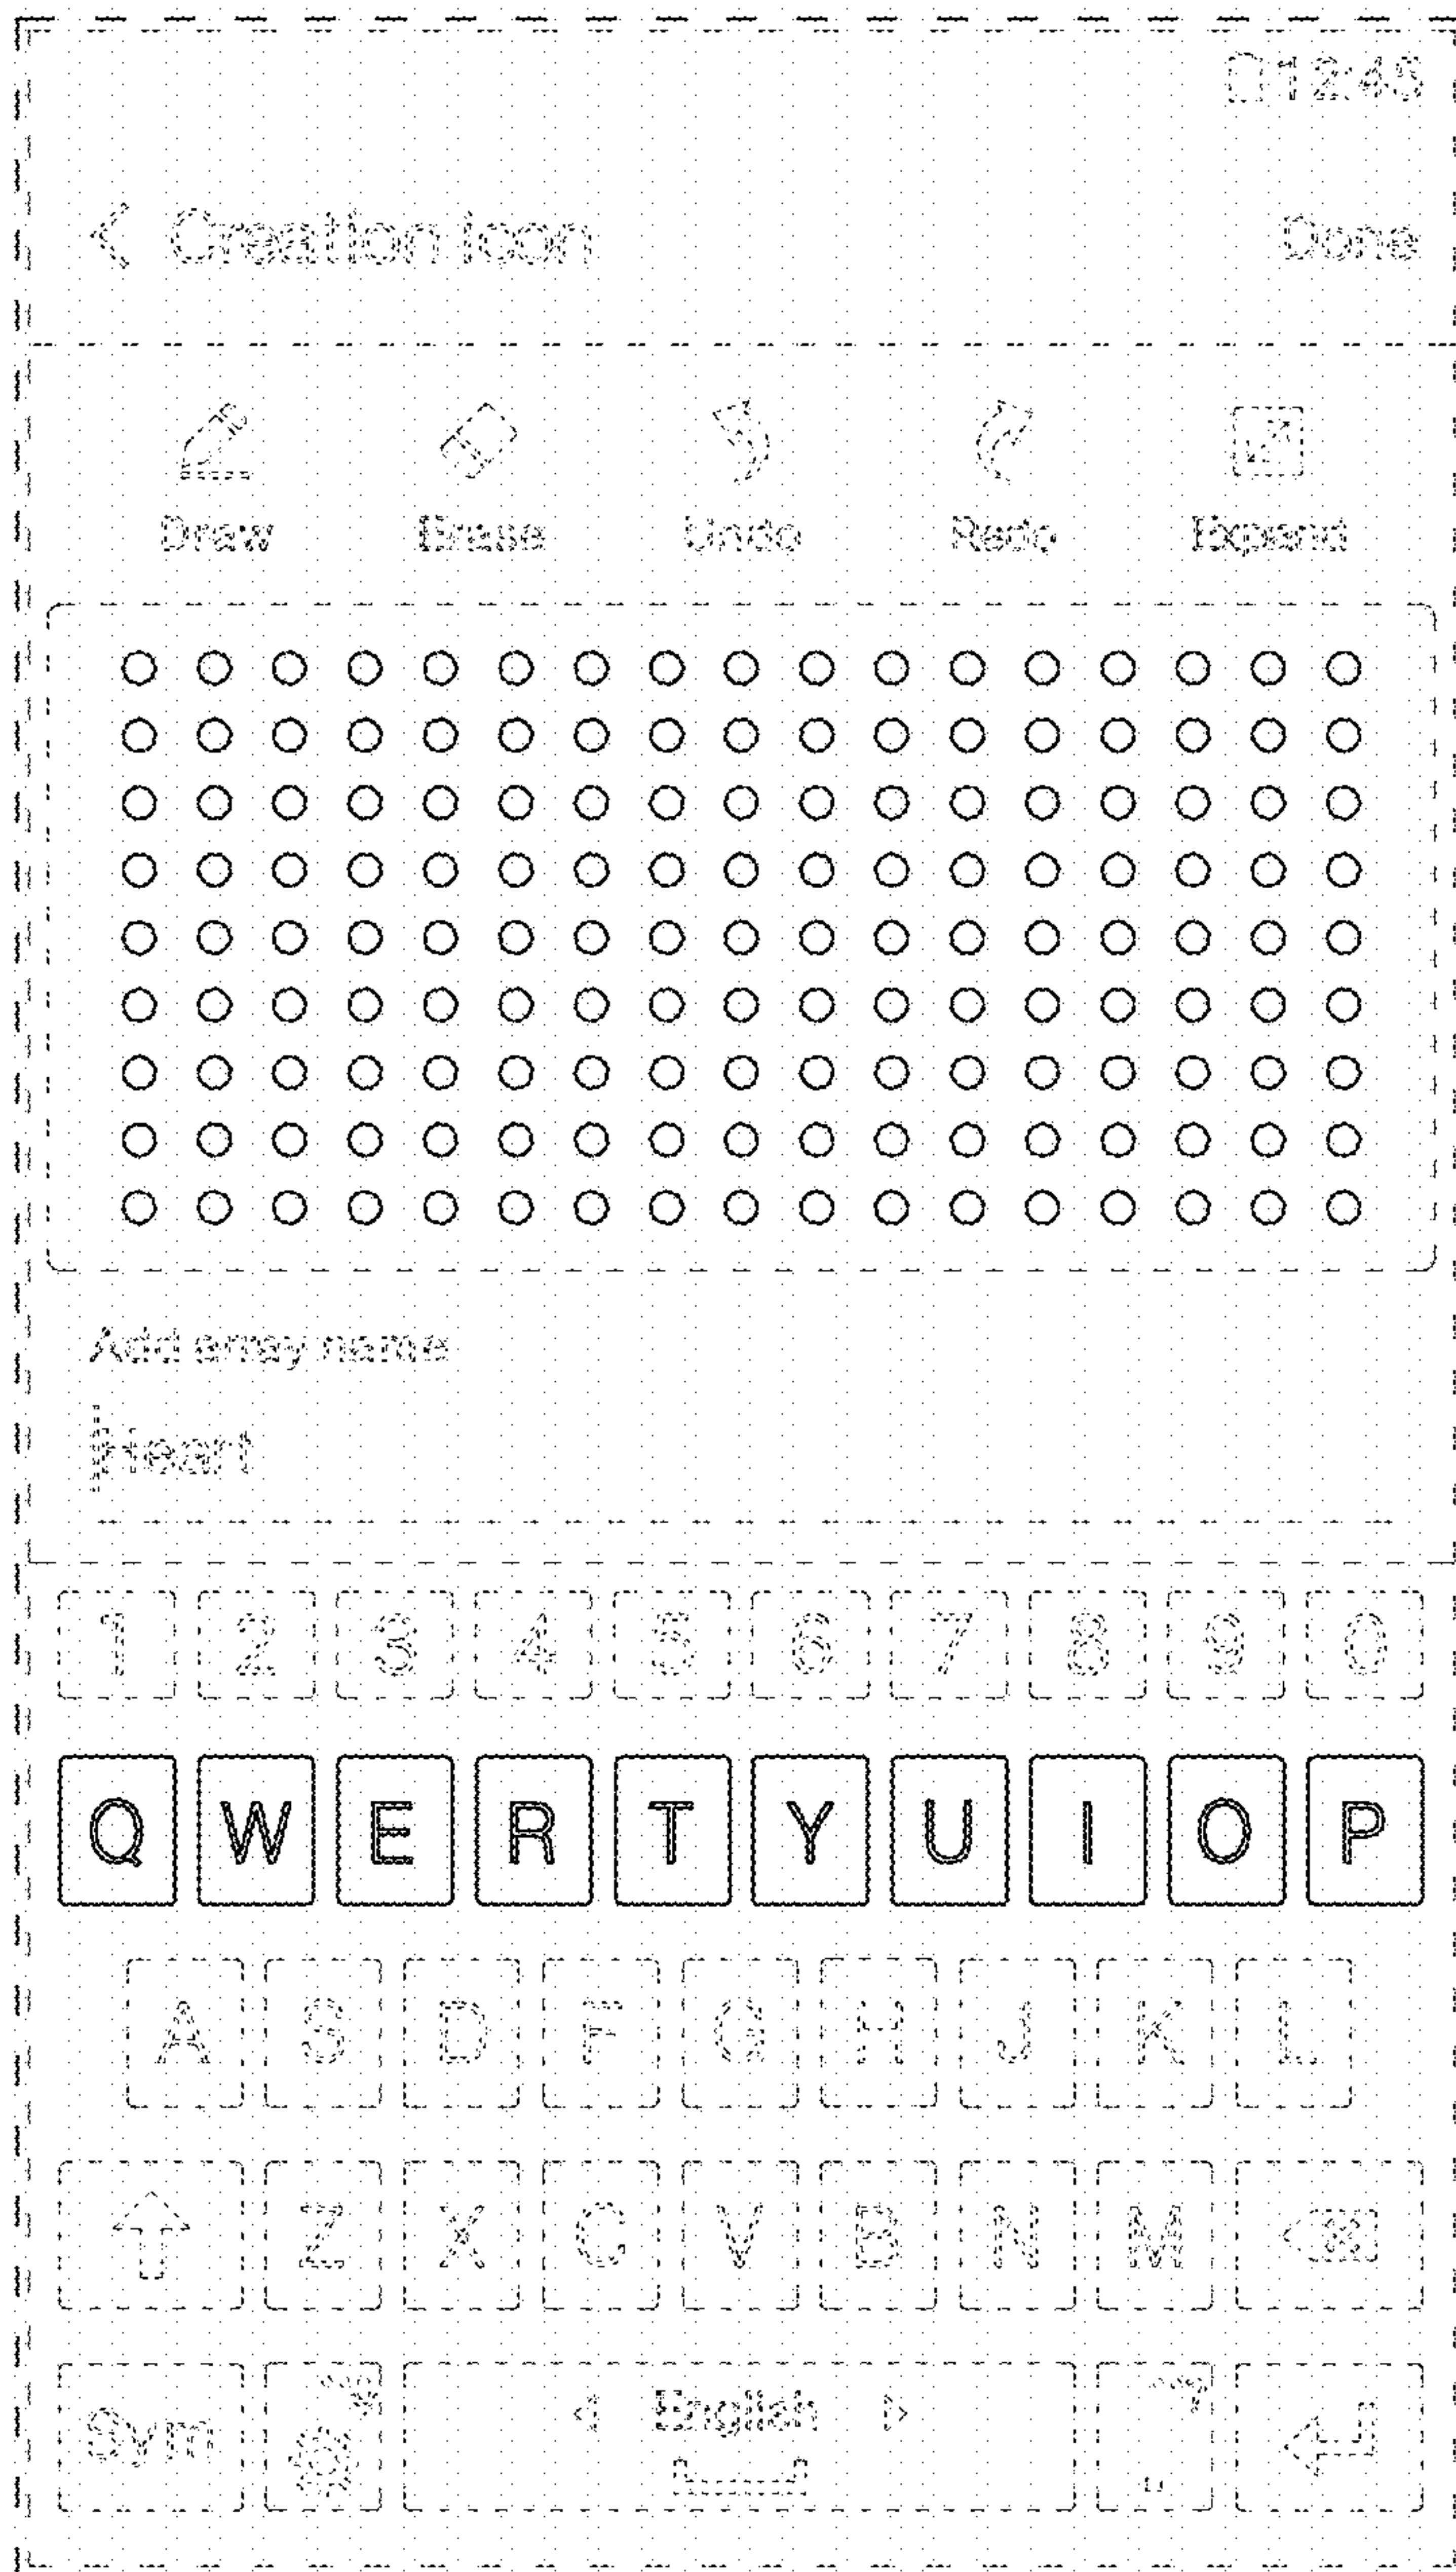 12:45
Creation icon Done
Draw Erase Undo Redo Expand
Add array name
Heart
1 2 3 4 5 6 7 8 9 0
Q W E R T Y U I O P
A S D F G H J K L
Z X C V B N M
Sym English